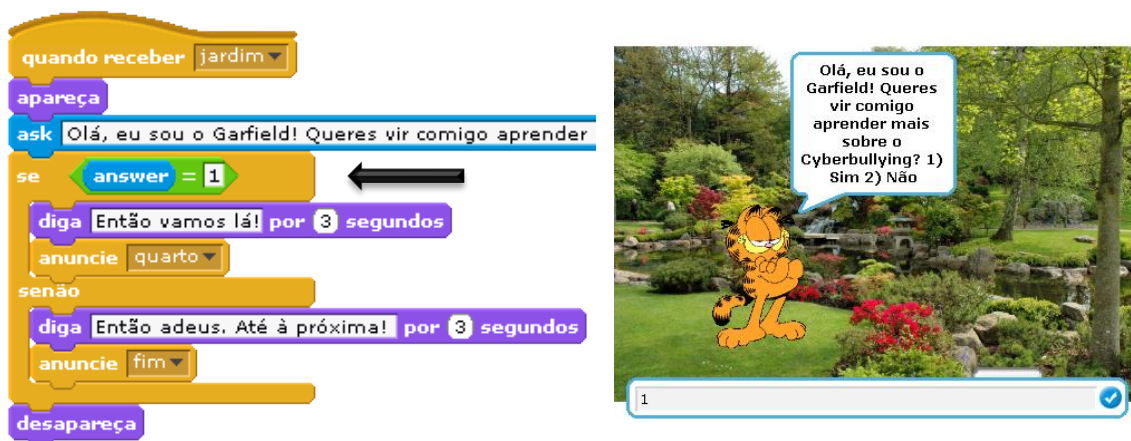 quando receber jardim
apareça
ask Olá, eu sou o Garfield! Queres vir comigo aprender
se answer = 1
diga Então vamos lá! por 3 segundos
anuncie quarto
senão
diga Então adeus. Até à próxima! por 3 segundos
anuncie fim
desapareça
Olá, eu sou o
Garfield! Queres
vir comigo
aprender mais
sobre o
Cyberbullying? 1)
Sim 2) Não
1